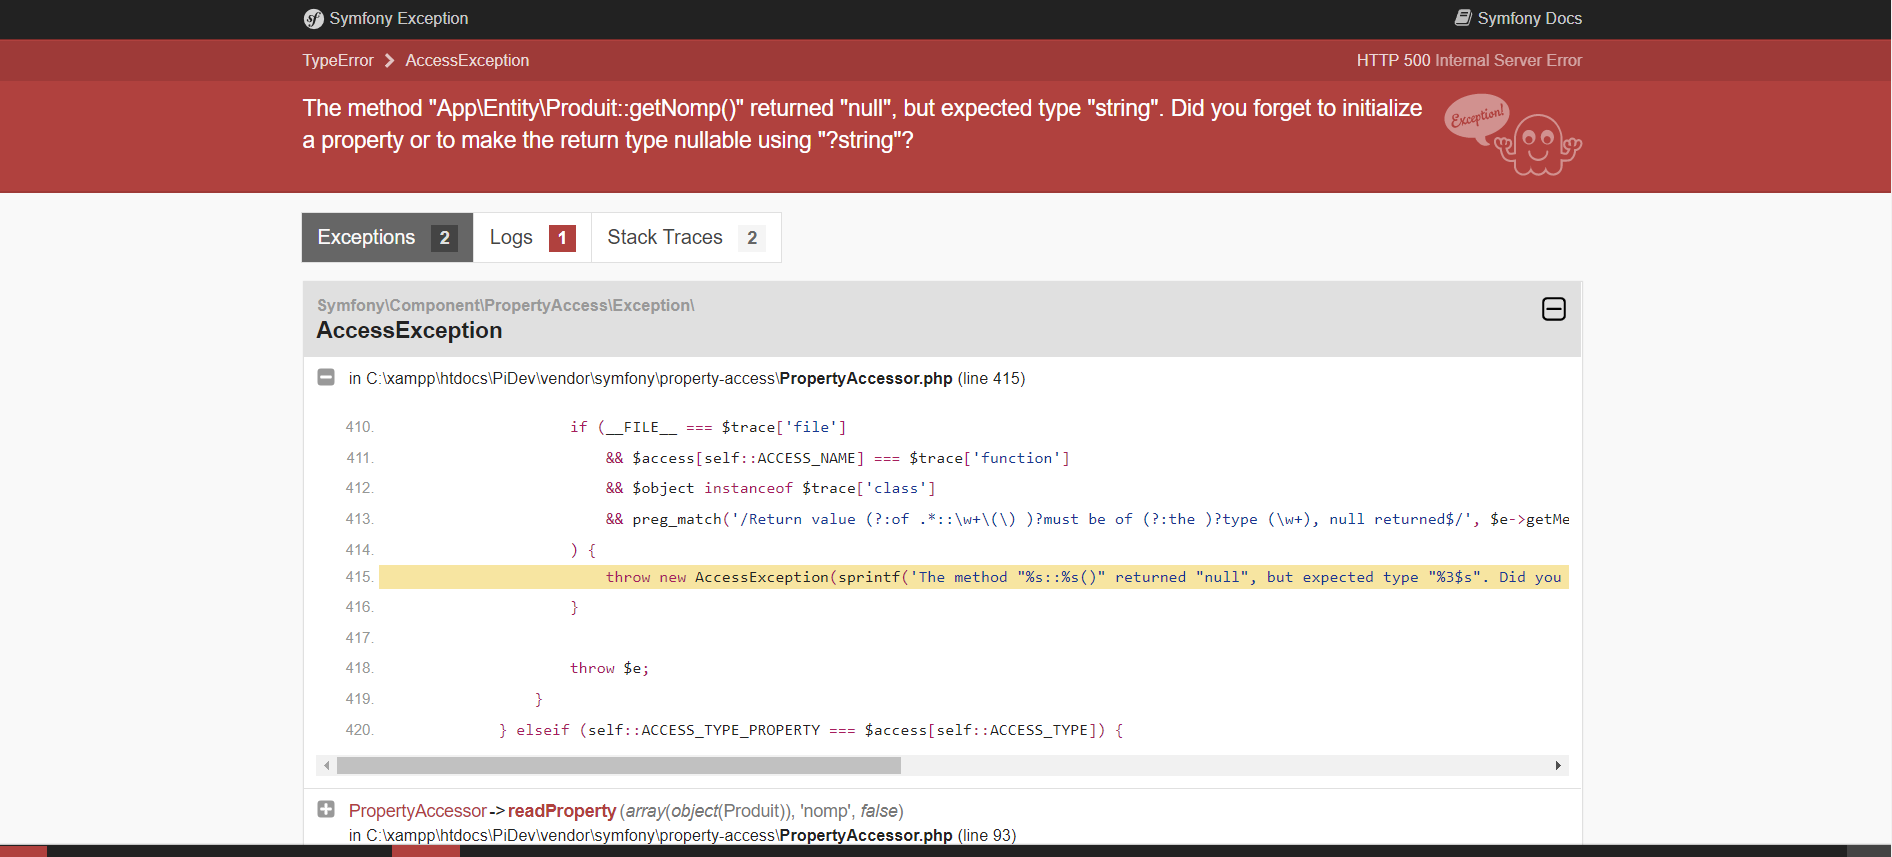 Symfony Exception
Symfony Docs
TypeError > AccessException
HTTP 500 Internal Server Error
The method "App\Entity\Produit::getNomp()" returned "null", but expected type "string". Did you forget to initialize
a property or to make the return type nullable using "?string"?
Exception!
Exceptions 2
Logs 1
Stack Traces 2
Symfony\Component\PropertyAccess\Exception\
AccessException
in C:\xampp\htdocs\PiDev\vendor\symfony\property-access\PropertyAccessor.php (line 415)
410. if (__FILE__ === $trace['file']
411. && $access[self::ACCESS_NAME] === $trace['function']
412. && $object instanceof $trace['class']
413. && preg_match('/Return value (?:of .*::\w+\(\) )?must be of (?:the )?type (\w+), null returned$/', $e->getMe
414. ) {
415. throw new AccessException(sprintf('The method "%s::%s()" returned "null", but expected type "%3$s". Did you
416. }
417.
418. throw $e;
419. }
420. } elseif (self::ACCESS_TYPE_PROPERTY === $access[self::ACCESS_TYPE]) {
PropertyAccessor->readProperty(array(object(Produit)), 'nomp', false)
in C:\xampp\htdocs\PiDev\vendor\symfony\property-access\PropertyAccessor.php (line 93)